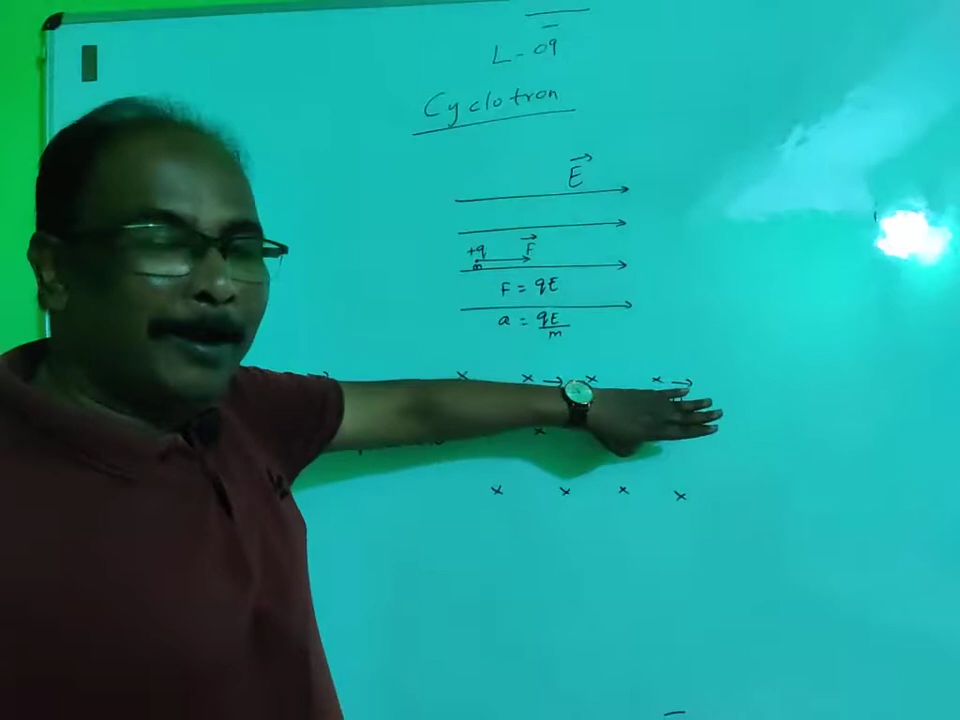 L - 09
Cyclotron
E
+q F
m
F = qE
a = qE/m
x x x x
x
x x x x